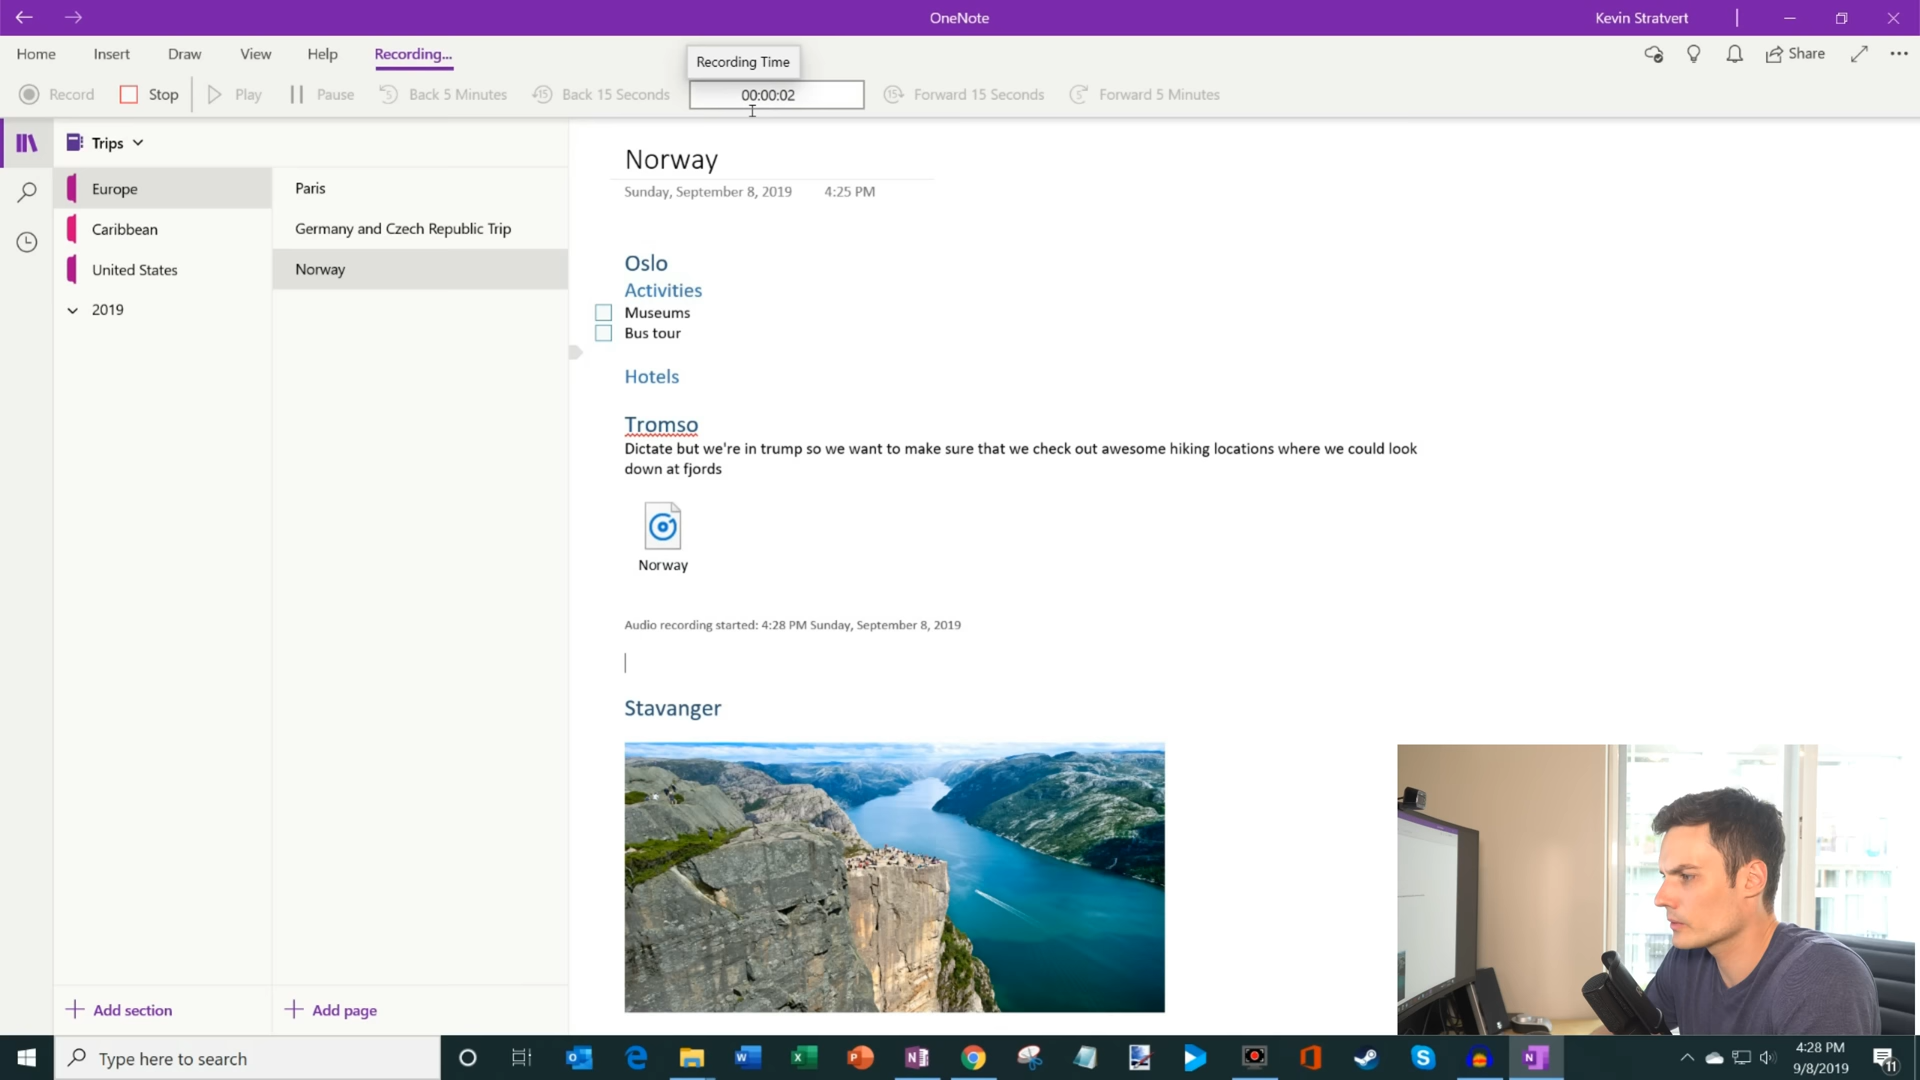 OneNote
Kevin Stratvert
Home Insert Draw View Help Recording...
Share
Recording Time
Record Stop Play Pause Back 5 Minutes Back 15 Seconds 00:00:02 Forward 15 Seconds Forward 5 Minutes
Trips
Europe
Caribbean
United States
2019
Paris
Germany and Czech Republic Trip
Norway
Norway
Sunday, September 8, 2019 4:25 PM
Oslo
Activities
Museums
Bus tour
Hotels
Tromso
Dictate but we're in trump so we want to make sure that we check out awesome hiking locations where we could look
down at fjords
Norway
Audio recording started: 4:28 PM Sunday, September 8, 2019
Stavanger
Add section
Add page
Type here to search
4:28 PM
9/8/2019
11